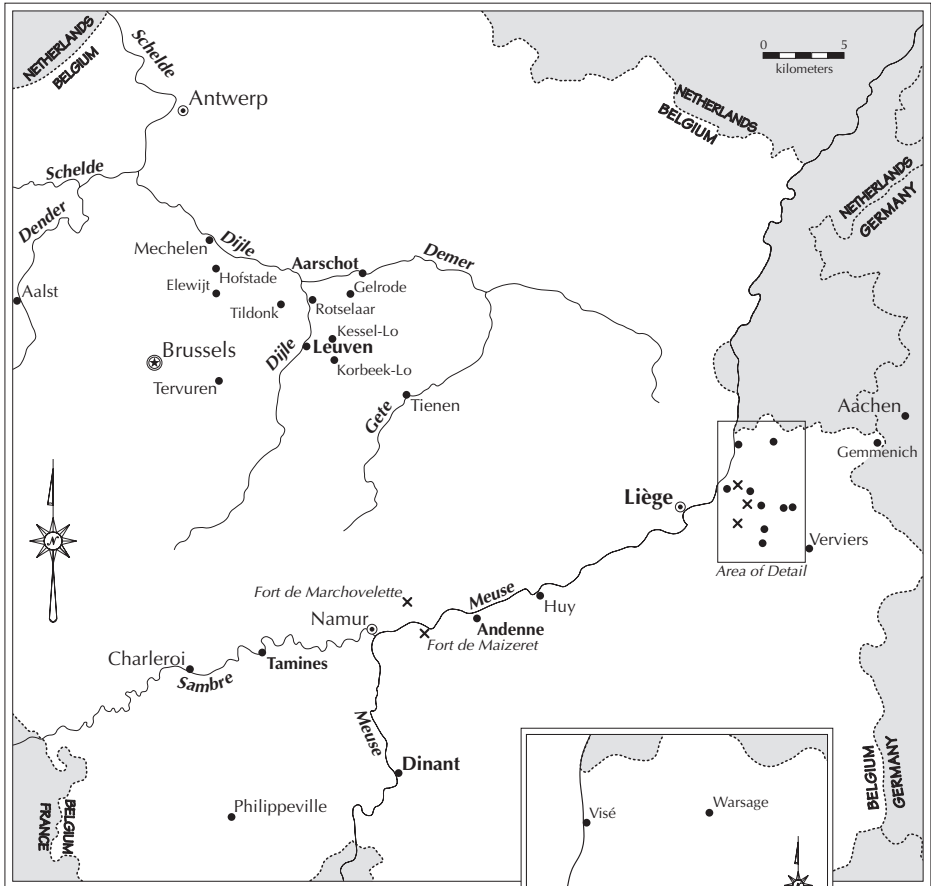 NETHERLANDS
BELGIUM
Schelde
Antwerp
0 5
kilometers
NETHERLANDS
BELGIUM
NETHERLANDS
GERMANY
Schelde
Dender
Mechelen
Dijle
Aarschot
Demer
Hofstade
Elewijt
Gelrode
Aalst
Tildonk
Rotselaar
Kessel-Lo
Brussels
Dijle
Leuven
Korbeek-Lo
Tervuren
Gete
Tienen
Aachen
Gemmenich
N
Liège
Verviers
Area of Detail
Fort de Marchovelette
Meuse
Huy
Namur
Andenne
Fort de Maizeret
Charleroi
Tamines
Sambre
Meuse
Dinant
BELGIUM
GERMANY
FRANCE
BELGIUM
Philippeville
Visé
Warsage